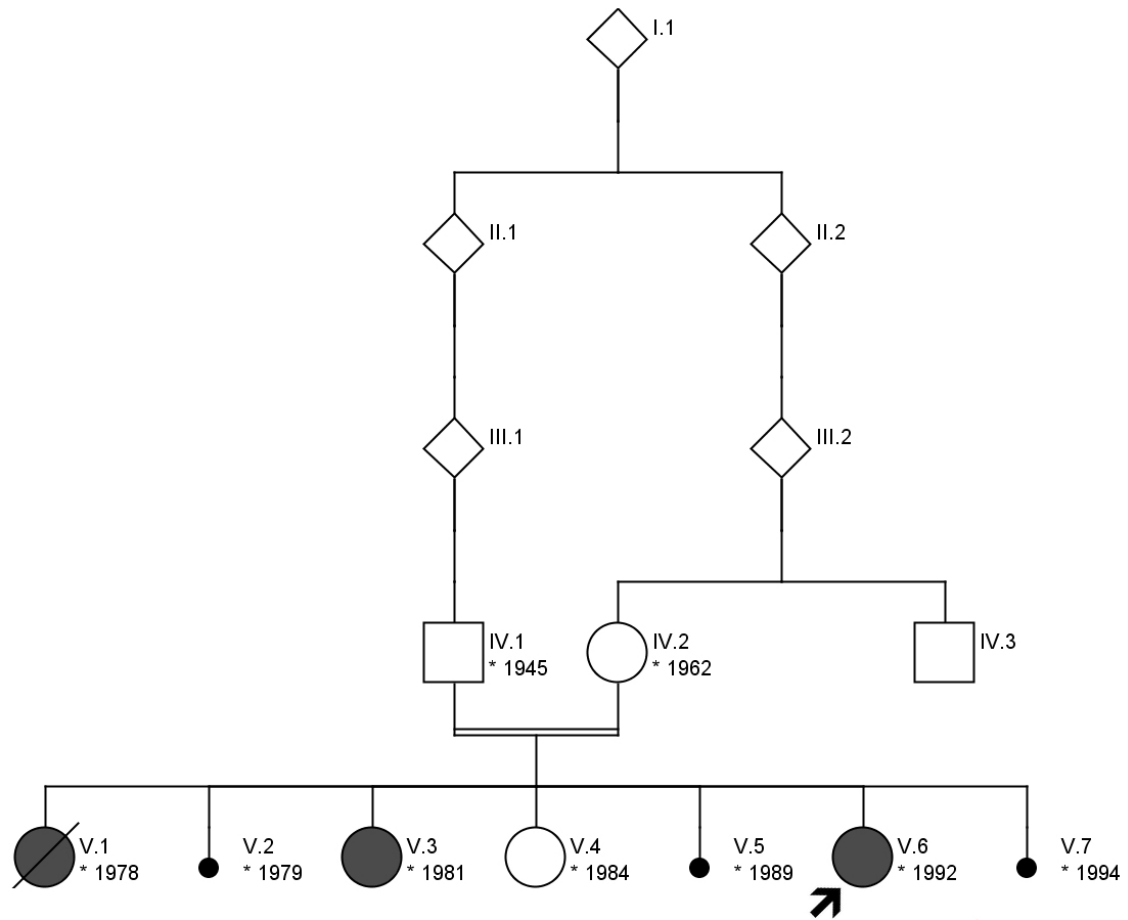 I.1
II.1
II.2
III.1
III.2
IV.1
* 1945
IV.2
* 1962
IV.3
V.1
* 1978
V.2
* 1979
V.3
* 1981
V.4
* 1984
V.5
* 1989
V.6
* 1992
V.7
* 1994